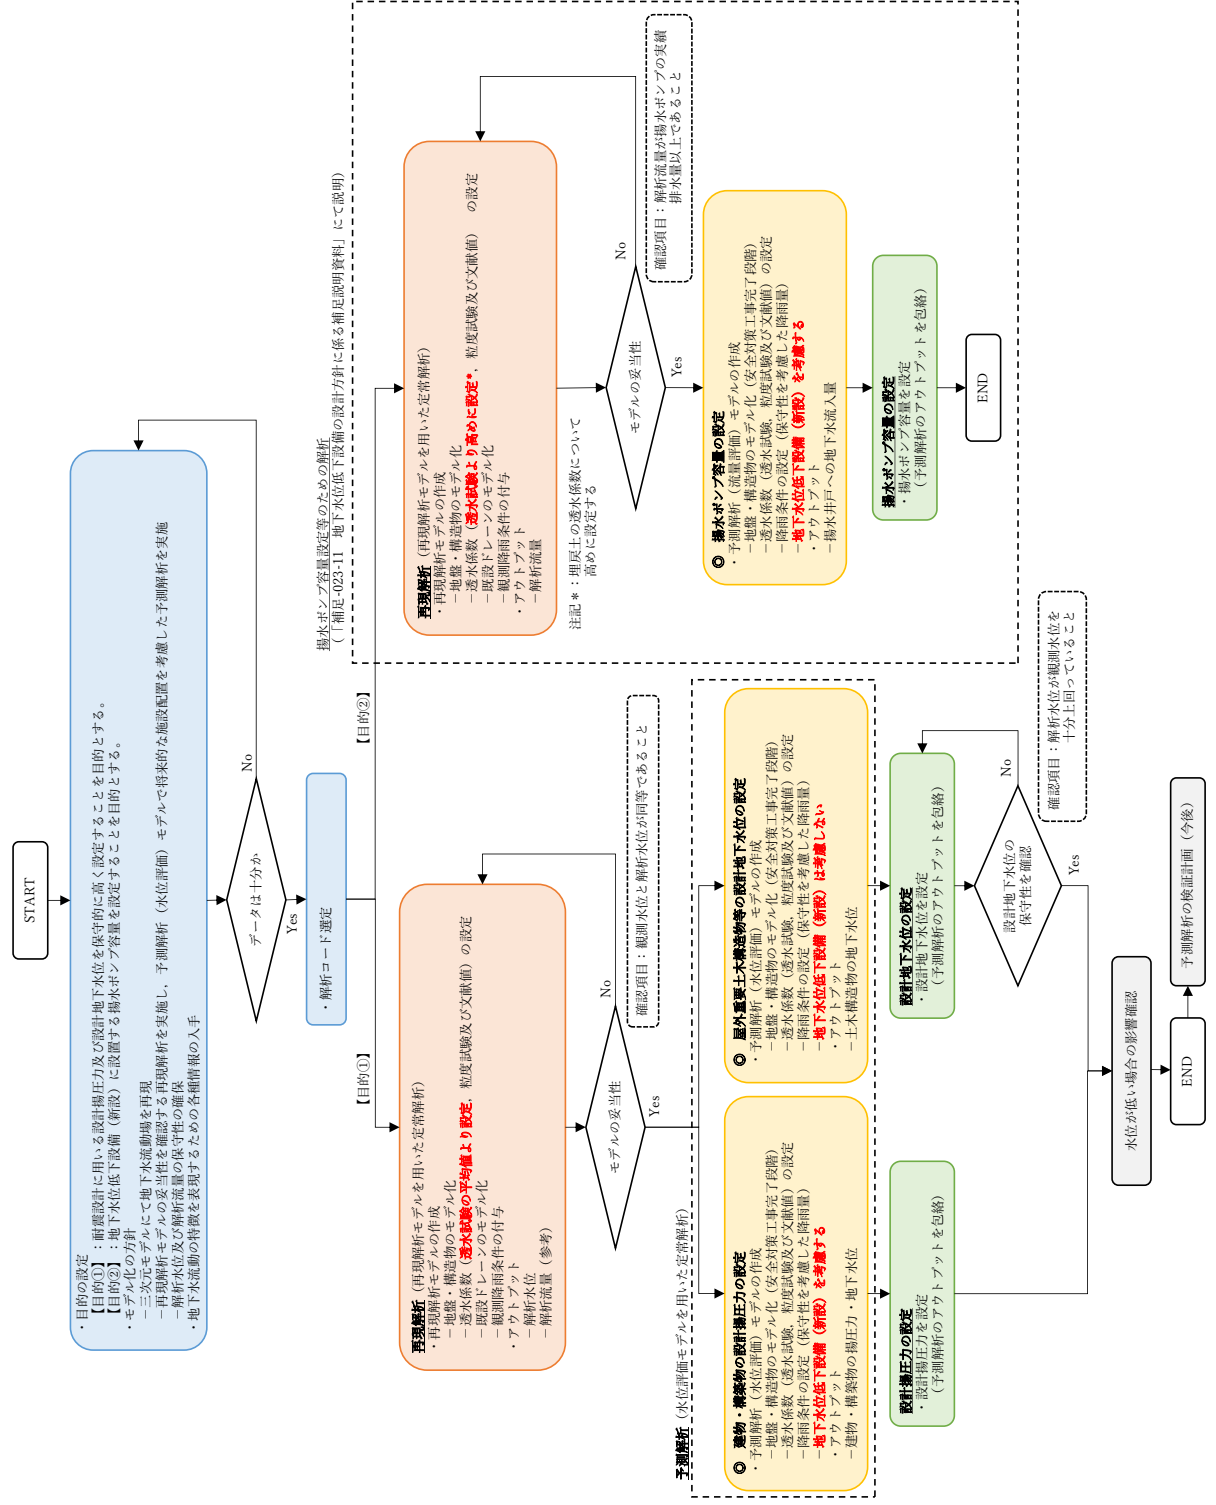 START
・目的の設定
【目的①】：耐震設計に用いる設計揚圧力及び設計地下水位を保守的に高く設定することを目的とする。
【目的②】：地下水位低下設備（新設）に設置する揚水ポンプ容量を設定することを目的とする。
・モデル化の方針
－三次元モデルにて地下水流動場を再現
－再現解析モデルの妥当性を確認する再現解析を実施し，予測解析（水位評価）モデルで将来的な施設配置を考慮した予測解析を実施
－解析水位及び解析流量の保守性の確保
・地下水流動の特徴を表現するための各種情報の入手
データは十分か
No
Yes
・解析コード選定
【目的①】
【目的②】
再現解析（再現解析モデルを用いた定常解析）
・再現解析モデルの作成
－地盤・構造物のモデル化
－透水係数（透水試験の平均値より設定，粒度試験及び文献値）の設定
－既設ドレーンのモデル化
－観測降雨条件の付与
・アウトプット
－解析水位
－解析流量（参考）
モデルの妥当性
No
Yes
確認項目：観測水位と解析水位が同等であること
予測解析（水位評価モデルを用いた定常解析）
◎　建物・構築物の設計揚圧力の設定
・予測解析（水位評価）モデルの作成
－地盤・構造物のモデル化（安全対策工事完了段階）
－透水係数（透水試験，粒度試験及び文献値）の設定
－降雨条件の設定（保守性を考慮した降雨量）
－地下水位低下設備（新設）を考慮する
・アウトプット
－建物・構築物の揚圧力・地下水位
◎　屋外重要土木構造物等の設計地下水位の設定
・予測解析（水位評価）モデルの作成
－地盤・構造物のモデル化（安全対策工事完了段階）
－透水係数（透水試験，粒度試験及び文献値）の設定
－降雨条件の設定（保守性を考慮した降雨量）
－地下水位低下設備（新設）は考慮しない
・アウトプット
－土木構造物の地下水位
設計揚圧力の設定
・設計揚圧力を設定
（予測解析のアウトプットを包絡）
設計地下水位の設定
・設計地下水位を設定
（予測解析のアウトプットを包絡）
設計地下水位の
保守性を確認
No
Yes
確認項目：解析水位が観測水位を
十分上回っていること
水位が低い場合の影響確認
END
予測解析の検証計画（今後）
揚水ポンプ容量設定等のための解析
（「補足-023-11　地下水位低下設備の設計方針に係る補足説明資料」にて説明）
再現解析（再現解析モデルを用いた定常解析）
・再現解析モデルの作成
－地盤・構造物のモデル化
－透水係数（透水試験より高めに設定*，粒度試験及び文献値）　の設定
－既設ドレーンのモデル化
－観測降雨条件の付与
・アウトプット
－解析流量
注記＊：埋戻土の透水係数について
高めに設定する
モデルの妥当性
No
Yes
確認項目：解析流量が揚水ポンプの実績
排水量以上であること
◎　揚水ポンプ容量の設定
・予測解析（流量評価）モデルの作成
－地盤・構造物のモデル化（安全対策工事完了段階）
－透水係数（透水試験，粒度試験及び文献値）の設定
－降雨条件の設定（保守性を考慮した降雨量）
－地下水位低下設備（新設）を考慮する
・アウトプット
－揚水井戸への地下水流入量
揚水ポンプ容量の設定
・揚水ポンプ容量を設定
（予測解析のアウトプットを包絡）
END